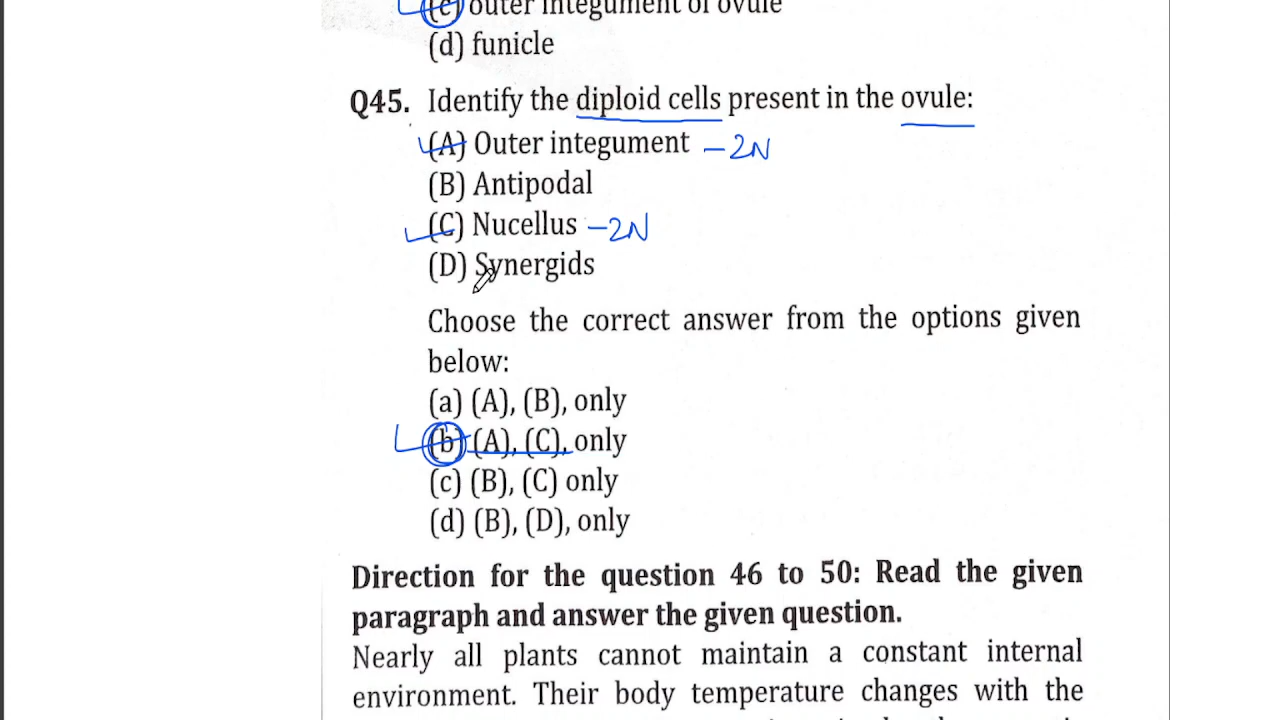 (c) outer integument of ovule
(d) funicle
Q45. Identify the diploid cells present in the ovule:
(A) Outer integument -2N
(B) Antipodal
(C) Nucellus -2N
(D) Synergids
Choose the correct answer from the options given
below:
(a) (A), (B), only
(b) (A), (C), only
(c) (B), (C) only
(d) (B), (D), only
Direction for the question 46 to 50: Read the given
paragraph and answer the given question.
Nearly all plants cannot maintain a constant internal
environment. Their body temperature changes with the